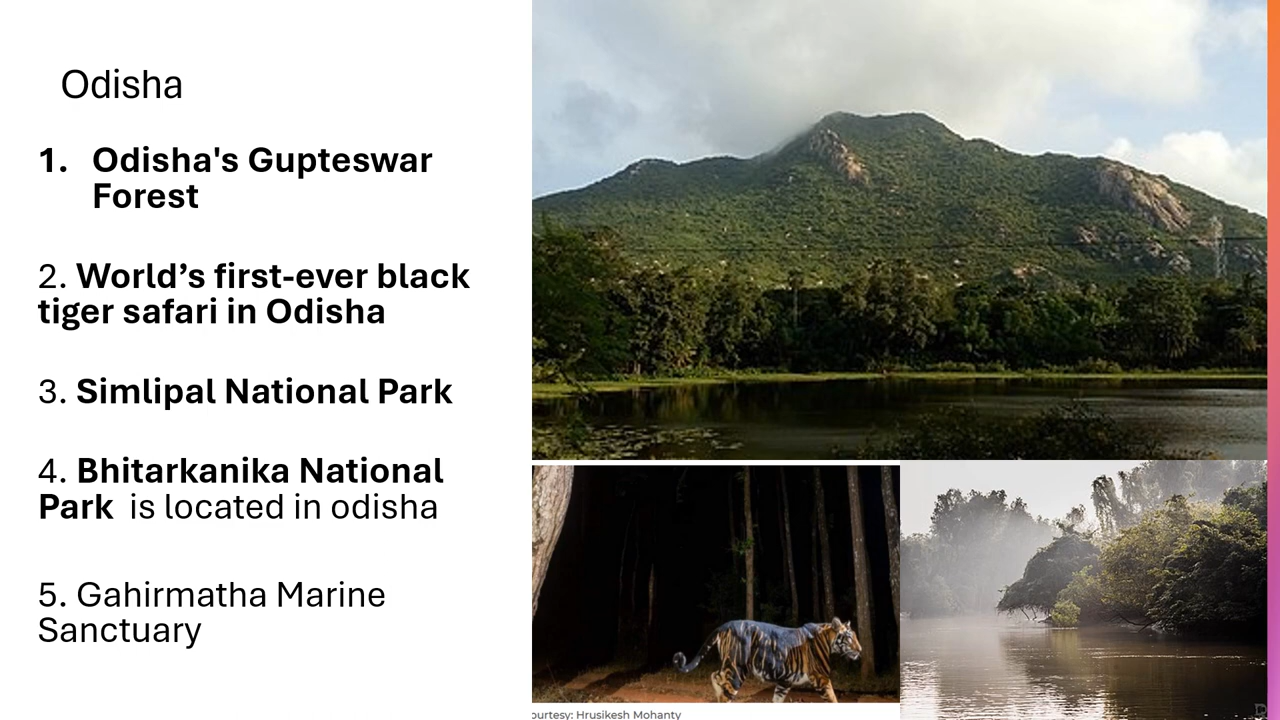 Odisha
1. Odisha's Gupteswar
Forest
2. World’s first-ever black
tiger safari in Odisha
3. Simlipal National Park
4. Bhitarkanika National
Park  is located in odisha
5. Gahirmatha Marine
Sanctuary
ourtesy: Hrusikesh Mohanty